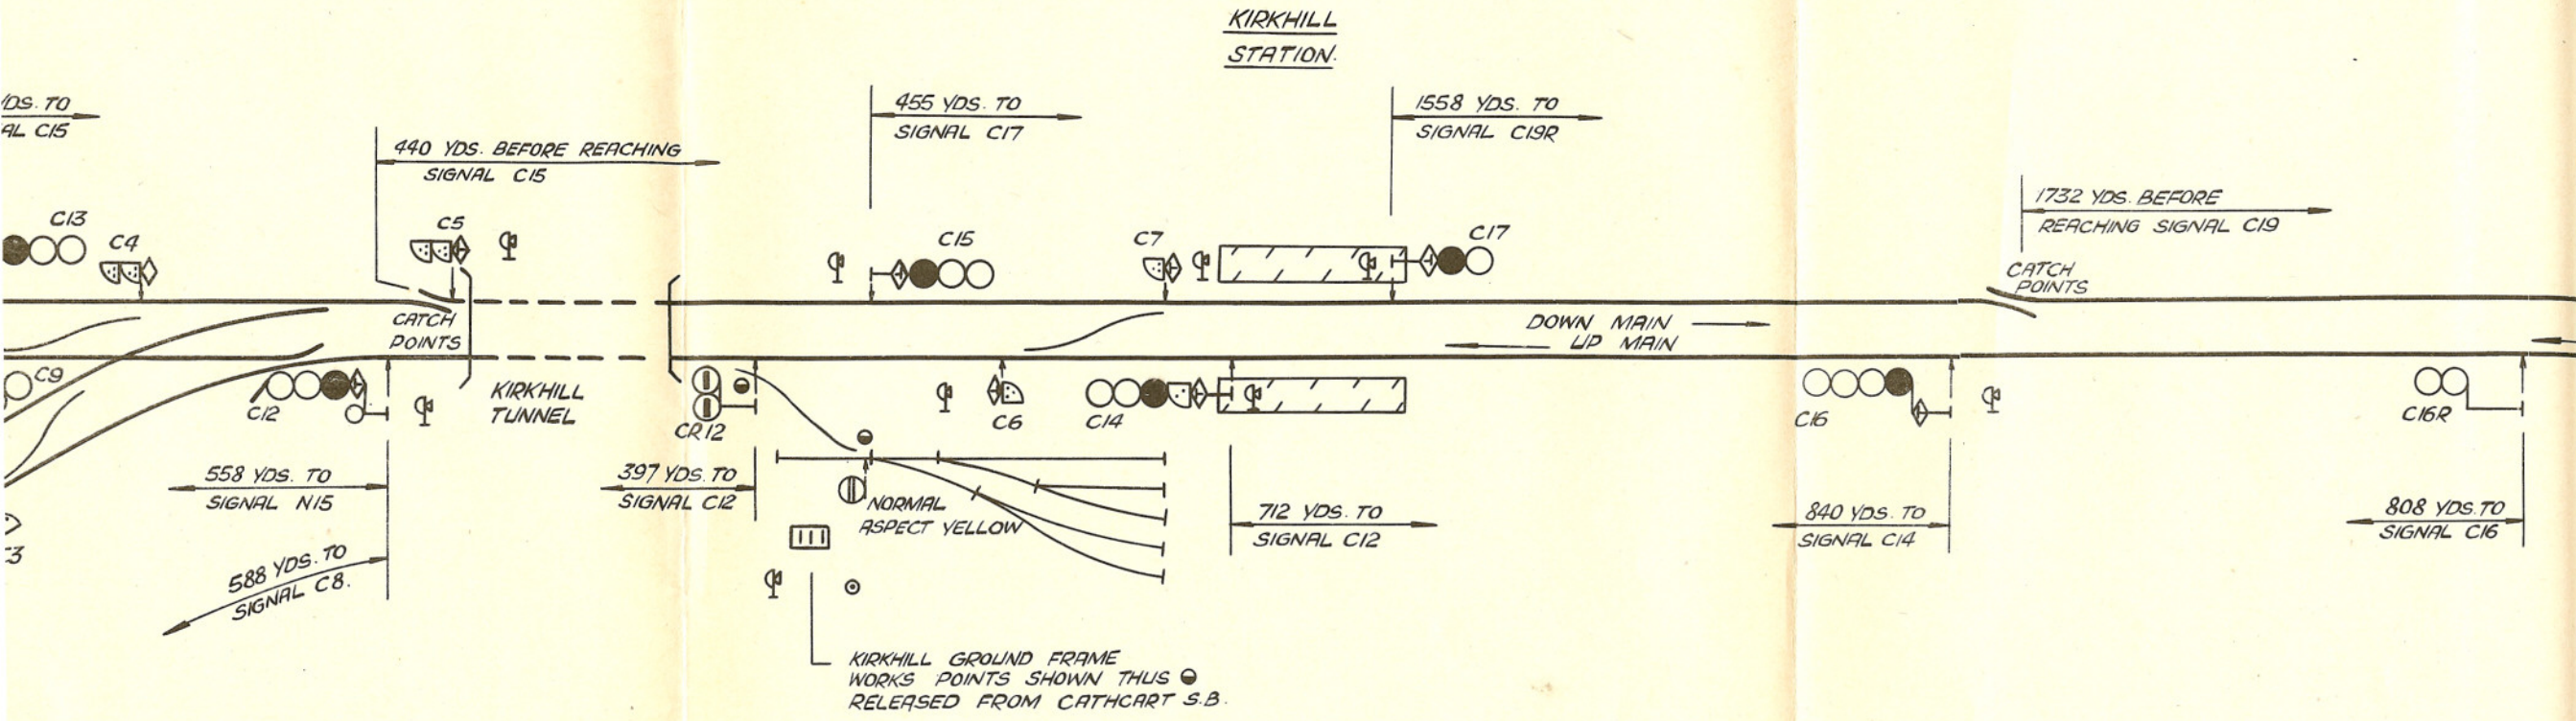 KIRKHILL
STATION.
YDS. TO
AL C15
455 YDS. TO
SIGNAL C17
1558 YDS. TO
SIGNAL C19R
440 YDS. BEFORE REACHING
SIGNAL C15
1732 YDS. BEFORE
REACHING SIGNAL C19
C13
C4
C5
C15
C7
C17
CATCH
POINTS
CATCH
POINTS
DOWN MAIN
UP MAIN
C9
C12
KIRKHILL
TUNNEL
CR12
C6
C14
C16
C16R
558 YDS. TO
SIGNAL N15
397 YDS. TO
SIGNAL C12
NORMAL
ASPECT YELLOW
712 YDS. TO
SIGNAL C12
840 YDS. TO
SIGNAL C14
808 YDS. TO
SIGNAL C16
588 YDS. TO
SIGNAL C8.
KIRKHILL GROUND FRAME
WORKS POINTS SHOWN THUS
RELEASED FROM CATHCART S.B.